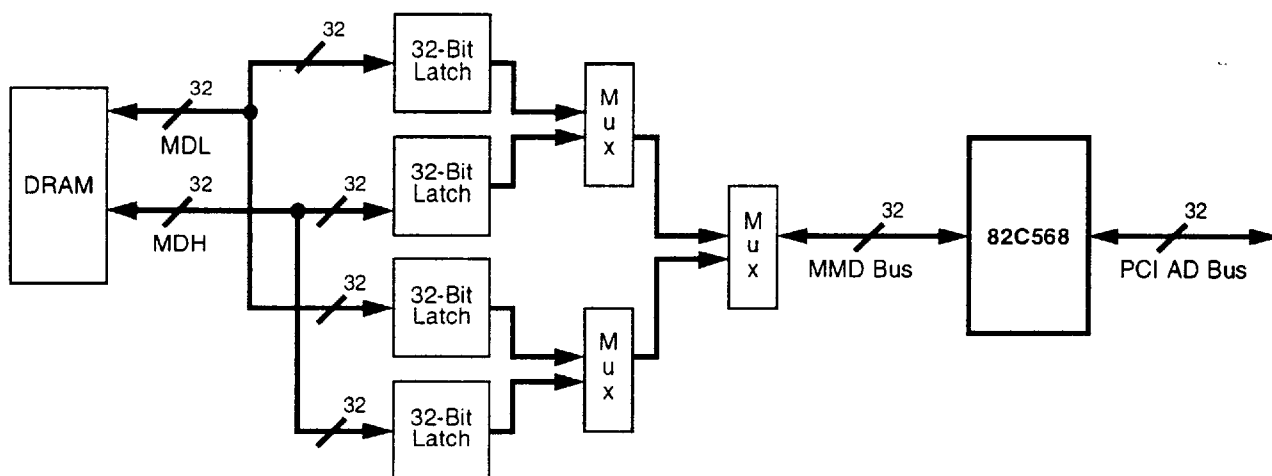 32
32-Bit
Latch
M
u
x
32
MDL
32-Bit
Latch
DRAM
32
MDH
32
M
u
x
32
MMD Bus
82C568
32
PCI AD Bus
32
32-Bit
Latch
M
u
x
32
32-Bit
Latch